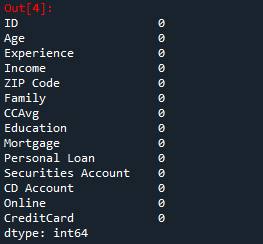 Out[4]:
ID 0
Age 0
Experience 0
Income 0
ZIP Code 0
Family 0
CCAvg 0
Education 0
Mortgage 0
Personal Loan 0
Securities Account 0
CD Account 0
Online 0
CreditCard 0
dtype: int64